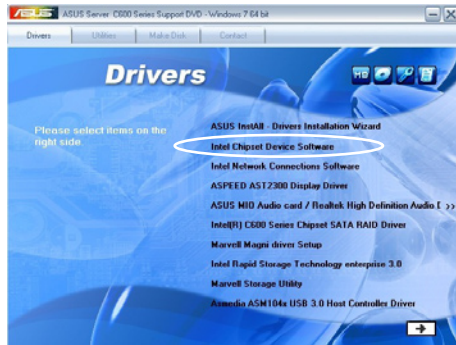 ASUS
ASUS Server C600 Series Support DVD - Windows 7 64 bit
Drivers
Utilities
Make Disk
Contact
Drivers
HD
Please select items on the
right side.
ASUS InstAll - Drivers Installation Wizard
Intel Chipset Device Software
Intel Network Connections Software
ASPEED AST2300 Display Driver
ASUS MIO Audio card / Realtek High Definition Audio D >>
Intel(R) C600 Series Chipset SATA RAID Driver
Marvell Magni driver Setup
Intel Rapid Storage Technology enterprise 3.0
Marvell Storage Utility
Asmedia ASM104x USB 3.0 Host Controller Driver